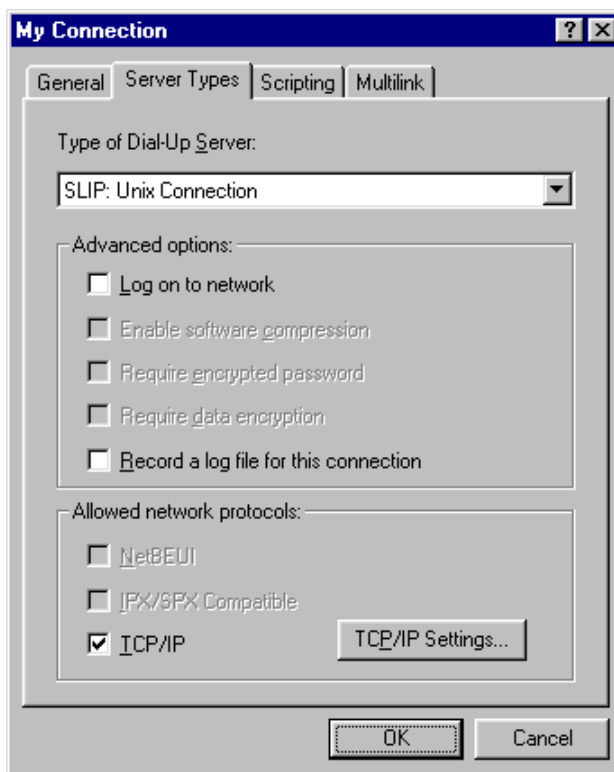 My Connection
General Server Types Scripting Multilink
Type of Dial-Up Server:
SLIP: Unix Connection
Advanced options:
Log on to network
Enable software compression
Require encrypted password
Require data encryption
Record a log file for this connection
Allowed network protocols:
NetBEUI
IPX/SPX Compatible
TCP/IP TCP/IP Settings...
OK Cancel